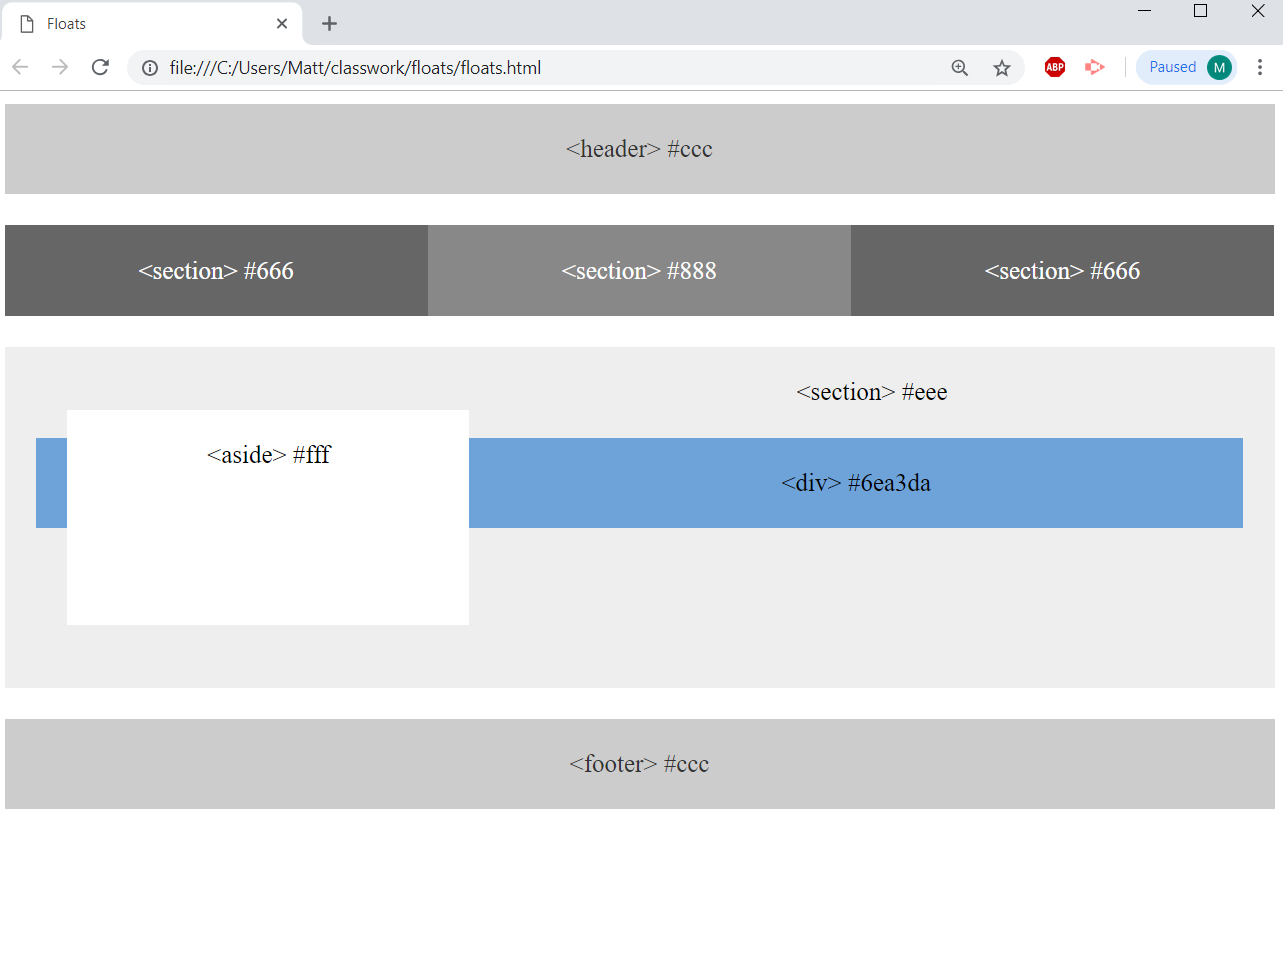 Floats
file:///C:/Users/Matt/classwork/floats/floats.html
ABP
Paused
M
<header> #ccc
<section> #666
<section> #888
<section> #666
<section> #eee
<aside> #fff
<div> #6ea3da
<footer> #ccc